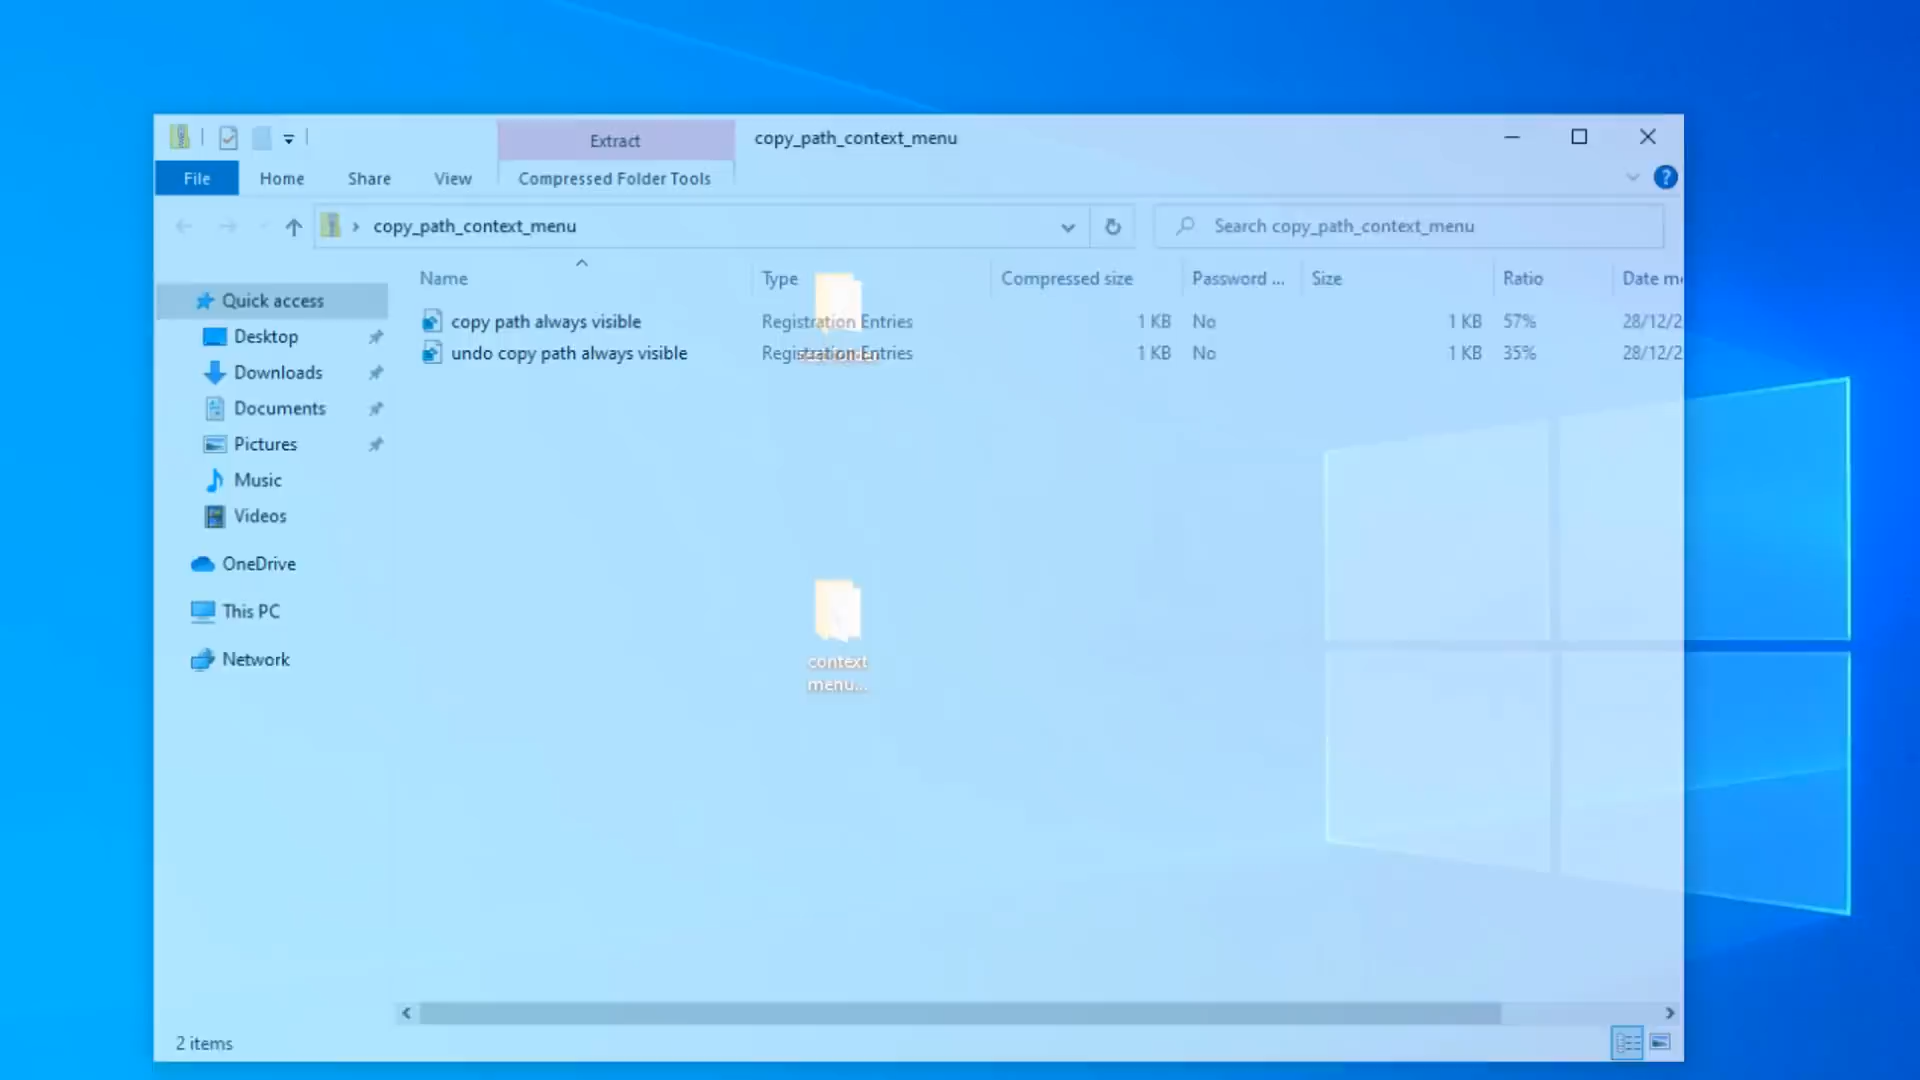 Extract
copy_path_context_menu
File
Home
Share
View
Compressed Folder Tools
?
copy_path_context_menu
Search copy_path_context_menu
Name
Type
Compressed size
Password ...
Size
Ratio
Date m
Quick access
copy path always visible
Registration Entries
1 KB
No
1 KB
57%
28/12/2
Desktop
undo copy path always visible
Registration Entries
1 KB
No
1 KB
35%
28/12/2
Downloads
Documents
Pictures
Music
Videos
OneDrive
This PC
Network
context
menu...
2 items